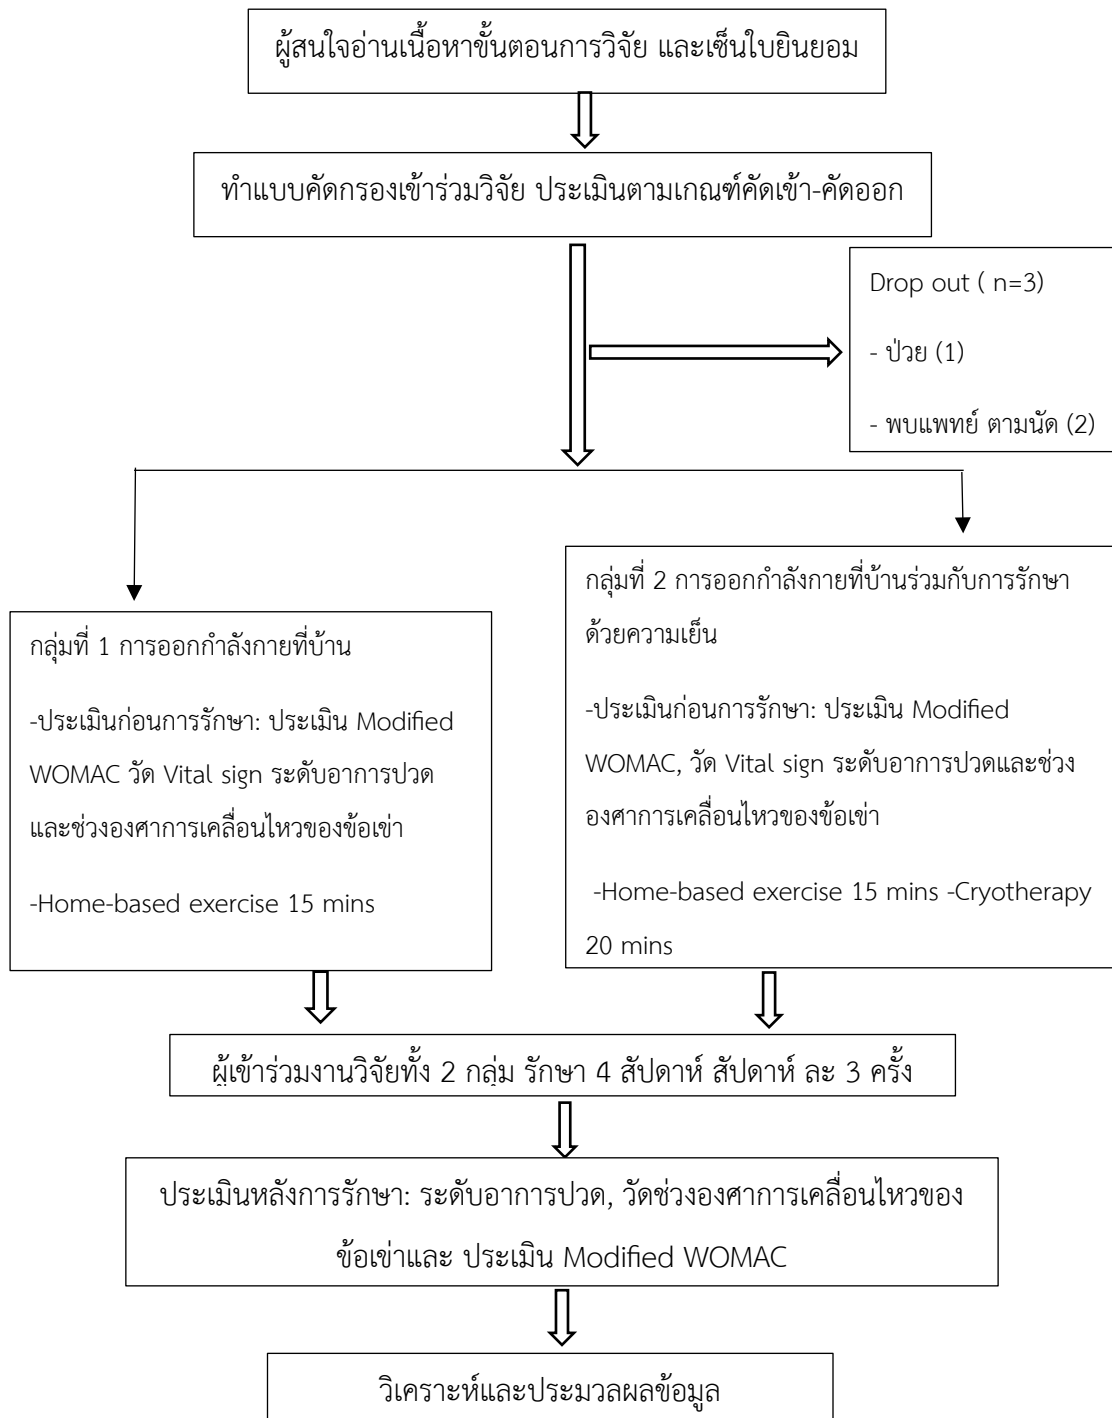 ผู้สนใจอ่านเนื้อหาขั้นตอนการวิจัย และเซ็นใบยินยอม
ทำแบบคัดกรองเข้าร่วมวิจัย ประเมินตามเกณฑ์คัดเข้า-คัดออก
Drop out ( n=3)
- ป่วย (1)
- พบแพทย์ ตามนัด (2)
กลุ่มที่ 1 การออกกำลังกายที่บ้าน
-ประเมินก่อนการรักษา: ประเมิน Modified
WOMAC วัด Vital sign ระดับอาการปวด
และช่วงองศาการเคลื่อนไหวของข้อเข่า
-Home-based exercise 15 mins
กลุ่มที่ 2 การออกกำลังกายที่บ้านร่วมกับการรักษา
ด้วยความเย็น
-ประเมินก่อนการรักษา: ประเมิน Modified
WOMAC, วัด Vital sign ระดับอาการปวดและช่วง
องศาการเคลื่อนไหวของข้อเข่า
-Home-based exercise 15 mins -Cryotherapy
20 mins
ผู้เข้าร่วมงานวิจัยทั้ง 2 กลุ่ม รักษา 4 สัปดาห์ สัปดาห์ ละ 3 ครั้ง
ประเมินหลังการรักษา: ระดับอาการปวด, วัดช่วงองศาการเคลื่อนไหวของ
ข้อเข่าและ ประเมิน Modified WOMAC
วิเคราะห์และประมวลผลข้อมูล